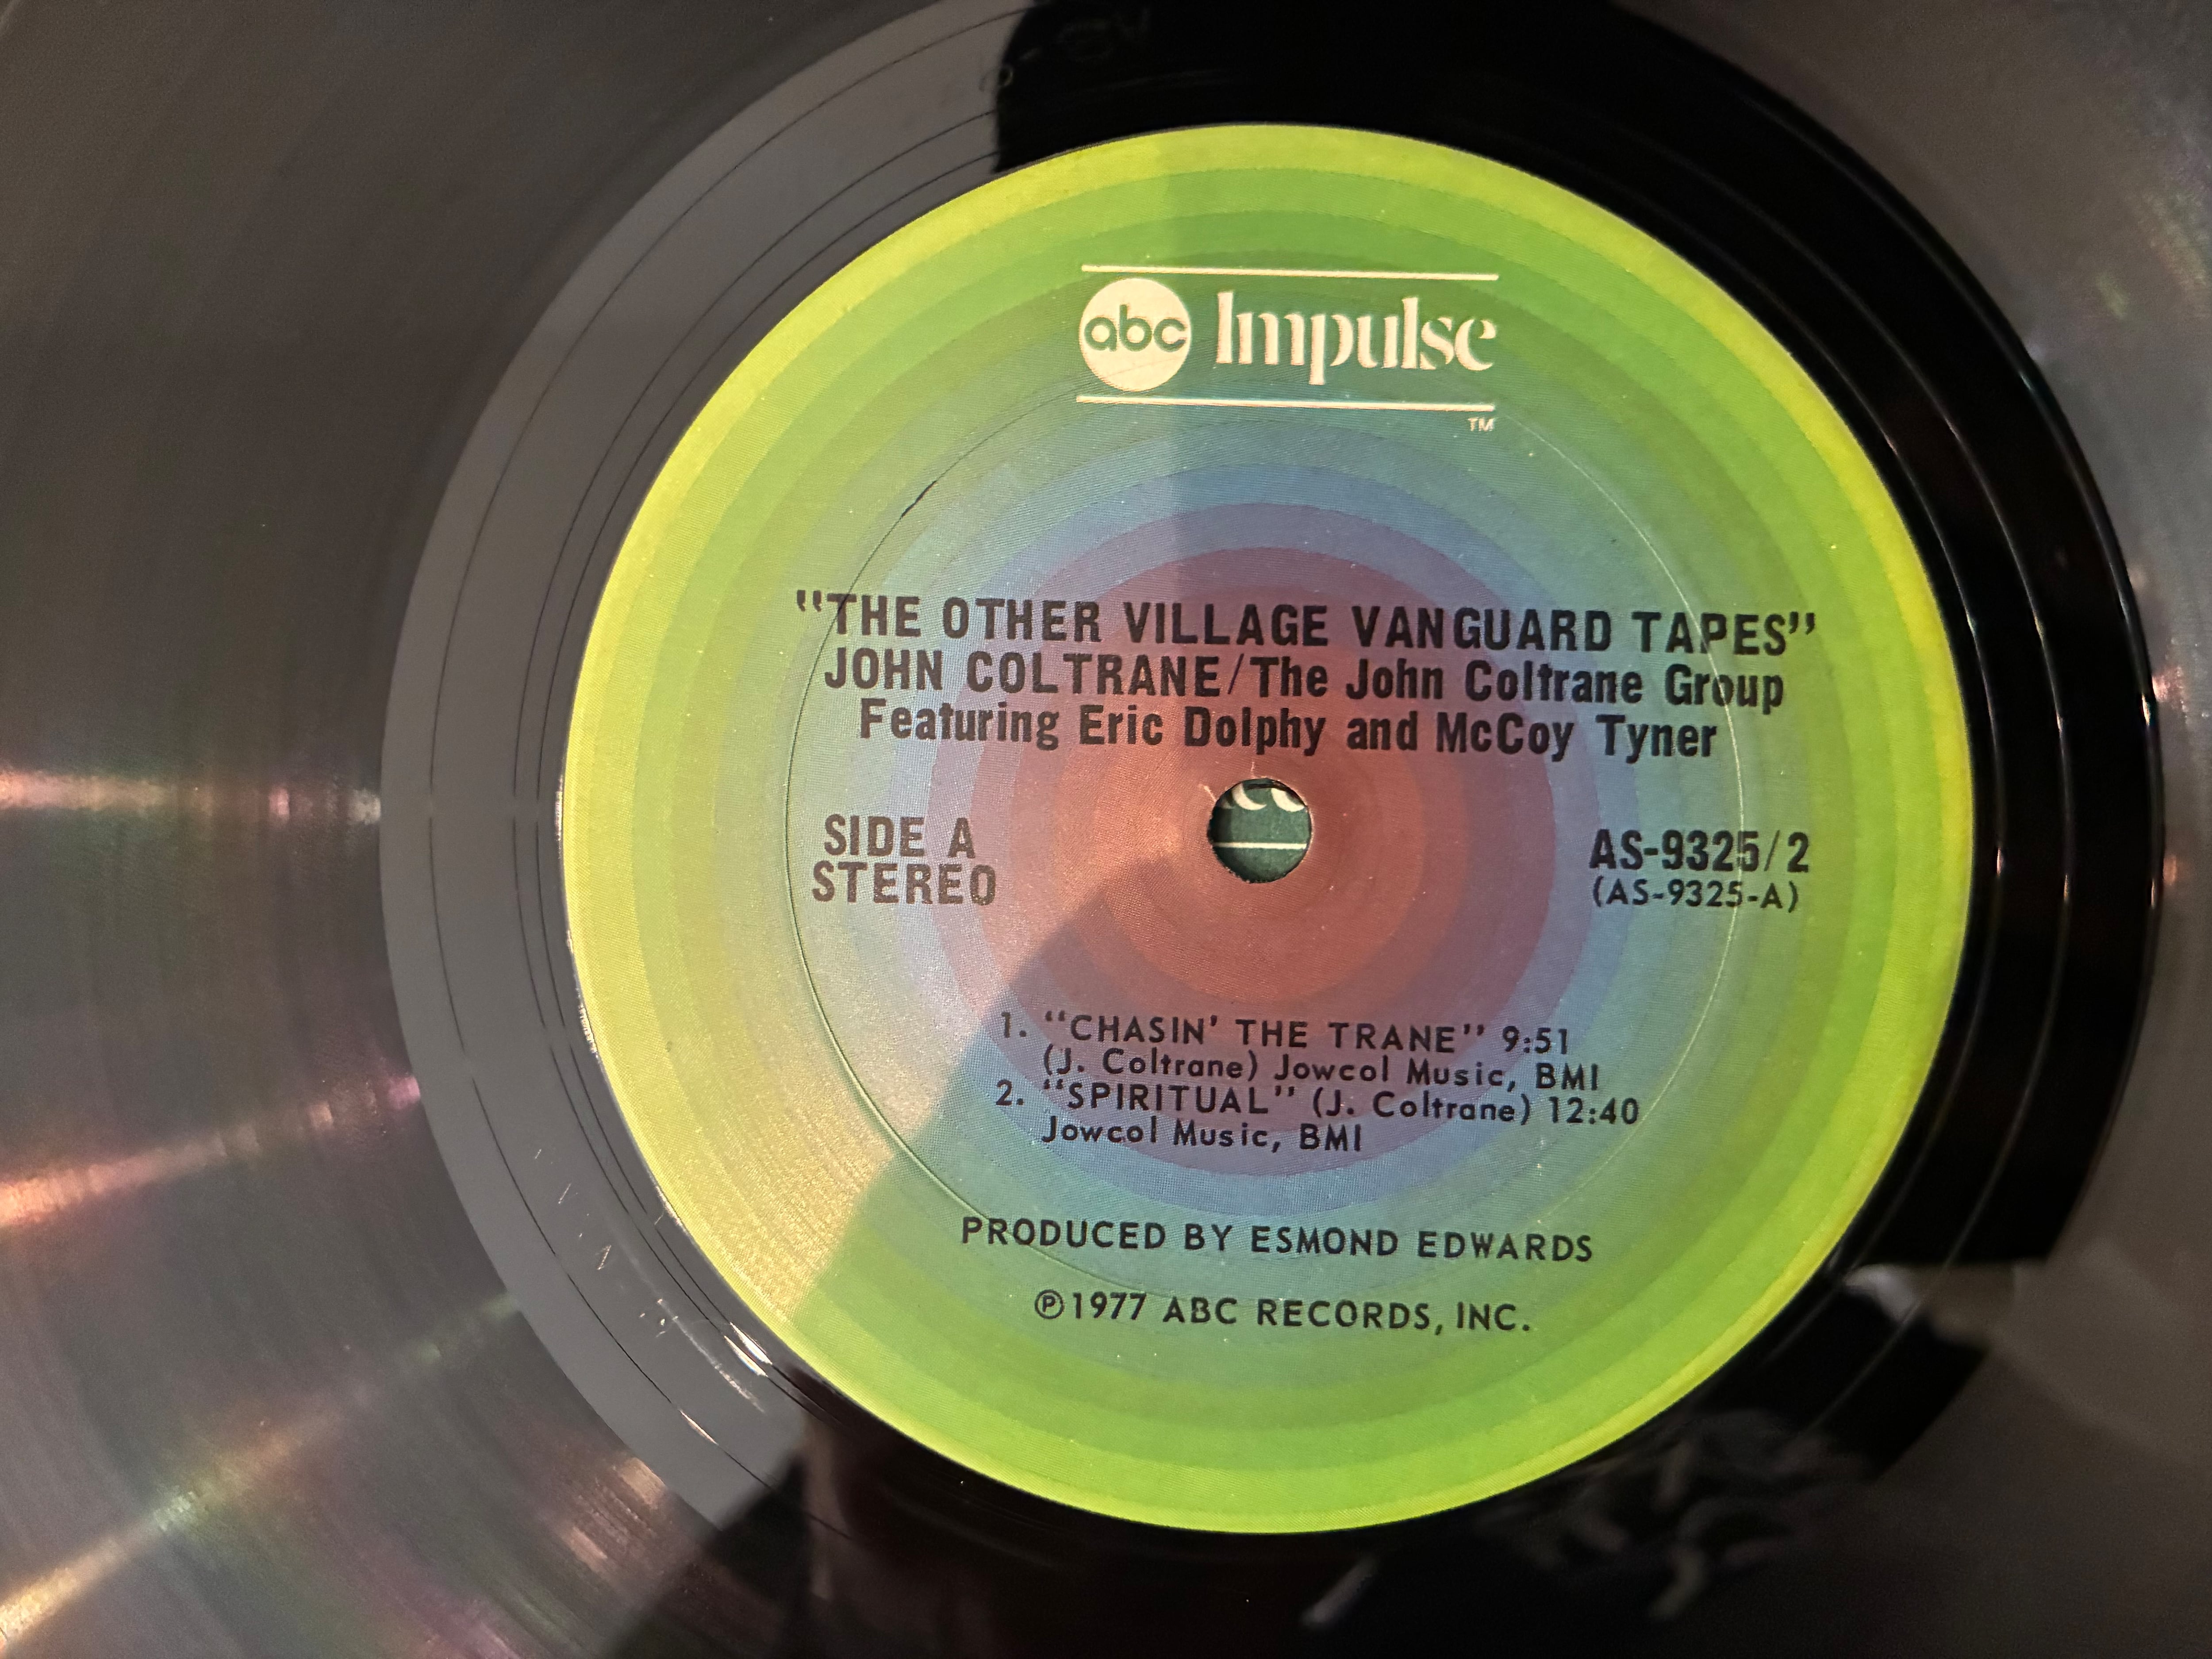 abc Impulse
TM
"THE OTHER VILLAGE VANGUARD TAPES"
JOHN COLTRANE/The John Coltrane Group
Featuring Eric Dolphy and McCoy Tyner
SIDE A
STEREO
AS-9325/2
(AS-9325-A)
1. "CHASIN' THE TRANE" 9:51
(J. Coltrane) Jowcol Music, BMI
2. "SPIRITUAL" (J. Coltrane) 12:40
Jowcol Music, BMI
PRODUCED BY ESMOND EDWARDS
℗1977 ABC RECORDS, INC.